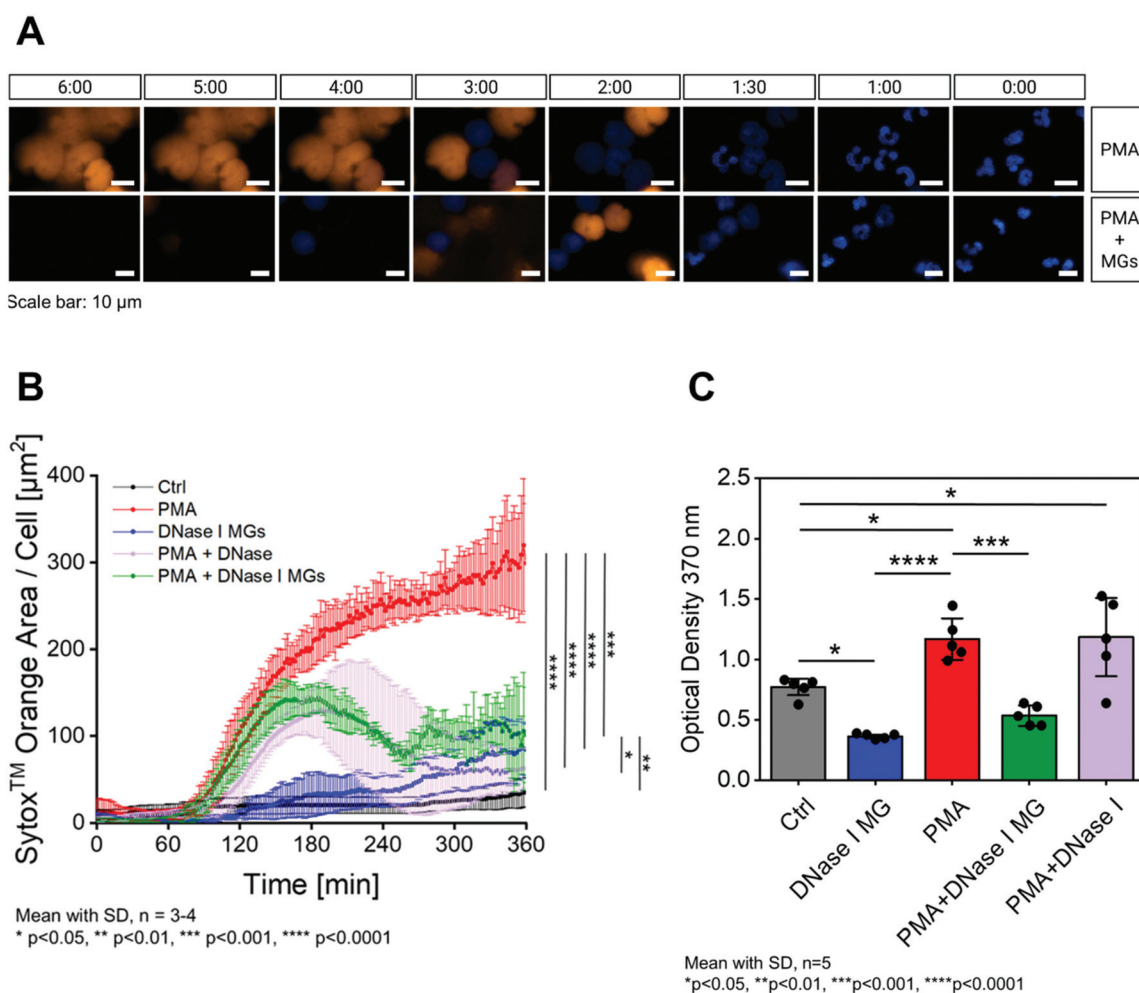 A
6:00 5:00 4:00 3:00 2:00 1:30 1:00 0:00
PMA
PMA
+
MGs
Scale bar: 10 µm
B
Sytox™ Orange Area / Cell [µm²]
400
300
200
100
0
Ctrl
PMA
DNase I MGs
PMA + DNase
PMA + DNase I MGs
0 60 120 180 240 300 360
Time [min]
****
****
****
***
*
**
Mean with SD, n = 3-4
* p<0.05, ** p<0.01, *** p<0.001, **** p<0.0001
C
Optical Density 370 nm
2.5
2.0
1.5
1.0
0.5
0.0
*
*
****
***
*
Ctrl
DNase I MG
PMA
PMA+DNase I MG
PMA+DNase I
Mean with SD, n=5
*p<0.05, **p<0.01, ***p<0.001, ****p<0.0001